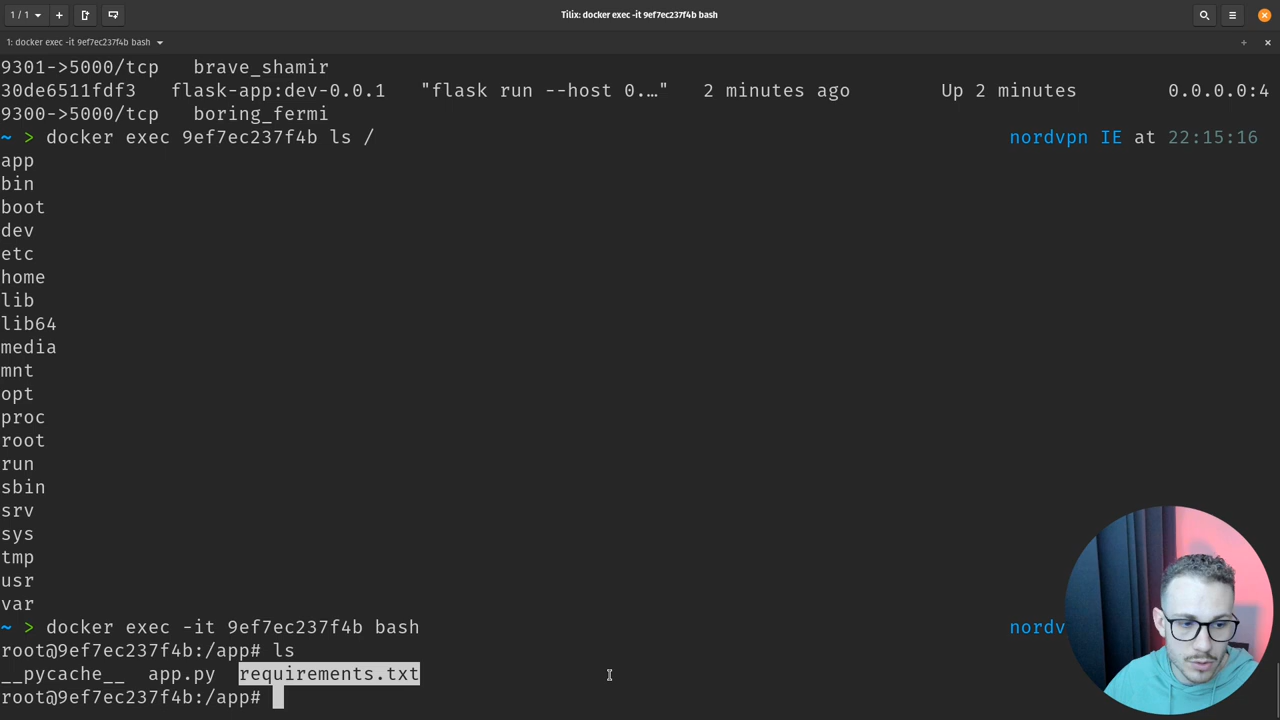 1 / 1
Tilix: docker exec -it 9ef7ec237f4b bash
1: docker exec -it 9ef7ec237f4b bash
9301->5000/tcp   brave_shamir
30de6511fdf3   flask-app:dev-0.0.1   "flask run --host 0.…"   2 minutes ago        Up 2 minutes        0.0.0.0:4
9300->5000/tcp   boring_fermi
~ > docker exec 9ef7ec237f4b ls /        nordvpn IE at 22:15:16
app
bin
boot
dev
etc
home
lib
lib64
media
mnt
opt
proc
root
run
sbin
srv
sys
tmp
usr
var
~ > docker exec -it 9ef7ec237f4b bash        nordv
root@9ef7ec237f4b:/app# ls
__pycache__  app.py  requirements.txt
root@9ef7ec237f4b:/app#